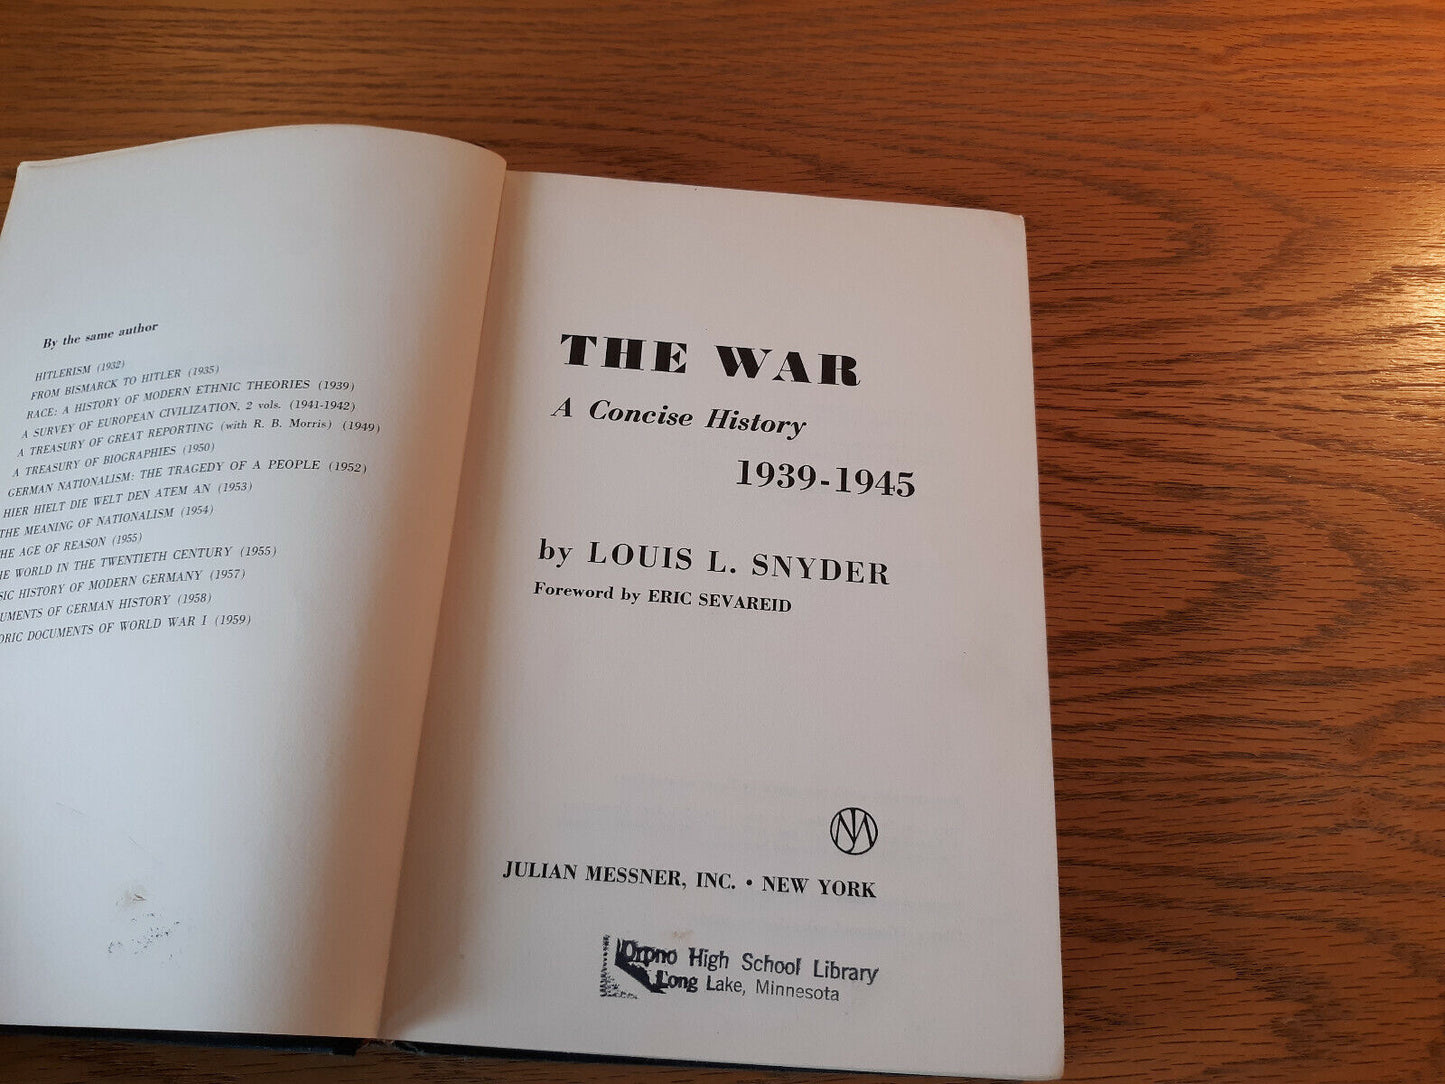 By the same author
HITLERISM (1932)
FROM BISMARCK TO HITLER (1935)
RACE: A HISTORY OF MODERN ETHNIC THEORIES (1939)
A SURVEY OF EUROPEAN CIVILIZATION, 2 vols. (1941-1942)
A TREASURY OF GREAT REPORTING (with R. B. Morris) (1949)
A TREASURY OF BIOGRAPHIES (1950)
GERMAN NATIONALISM: THE TRAGEDY OF A PEOPLE (1952)
HIER HIELT DIE WELT DEN ATEM AN (1953)
THE MEANING OF NATIONALISM (1954)
HE AGE OF REASON (1955)
E WORLD IN THE TWENTIETH CENTURY (1955)
SIC HISTORY OF MODERN GERMANY (1957)
UMENTS OF GERMAN HISTORY (1958)
ORIC DOCUMENTS OF WORLD WAR I (1959)
THE WAR
A Concise History
1939-1945
by LOUIS L. SNYDER
Foreword by ERIC SEVAREID
JULIAN MESSNER, INC. • NEW YORK
High School Library
Long Lake, Minnesota